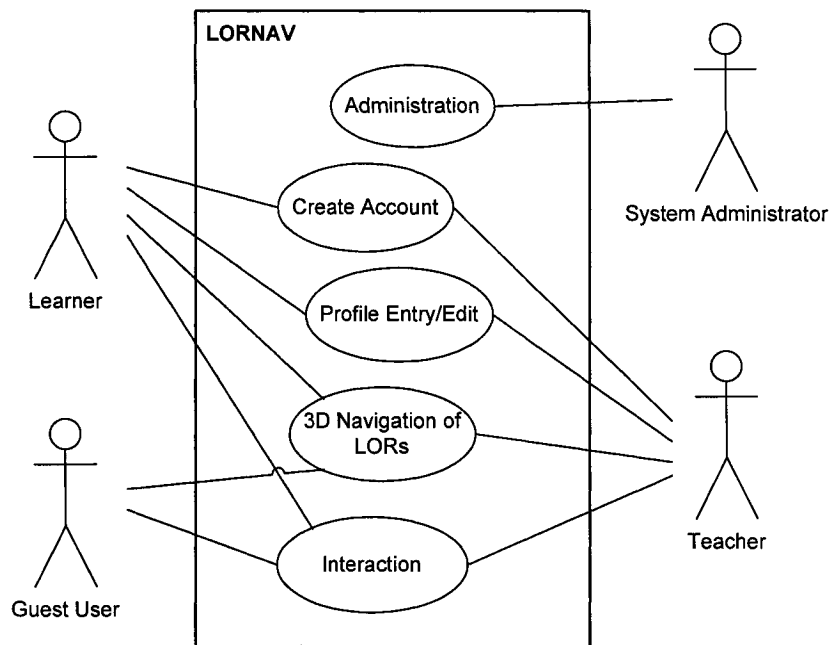 LORNAV
Administration
System Administrator
Create Account
Learner
Profile Entry/Edit
3D Navigation of
LORs
Teacher
Interaction
Guest User